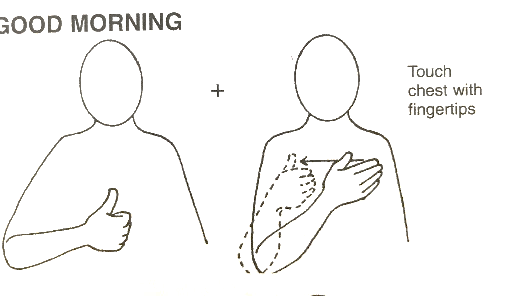 GOOD MORNING
+
Touch
chest with
fingertips